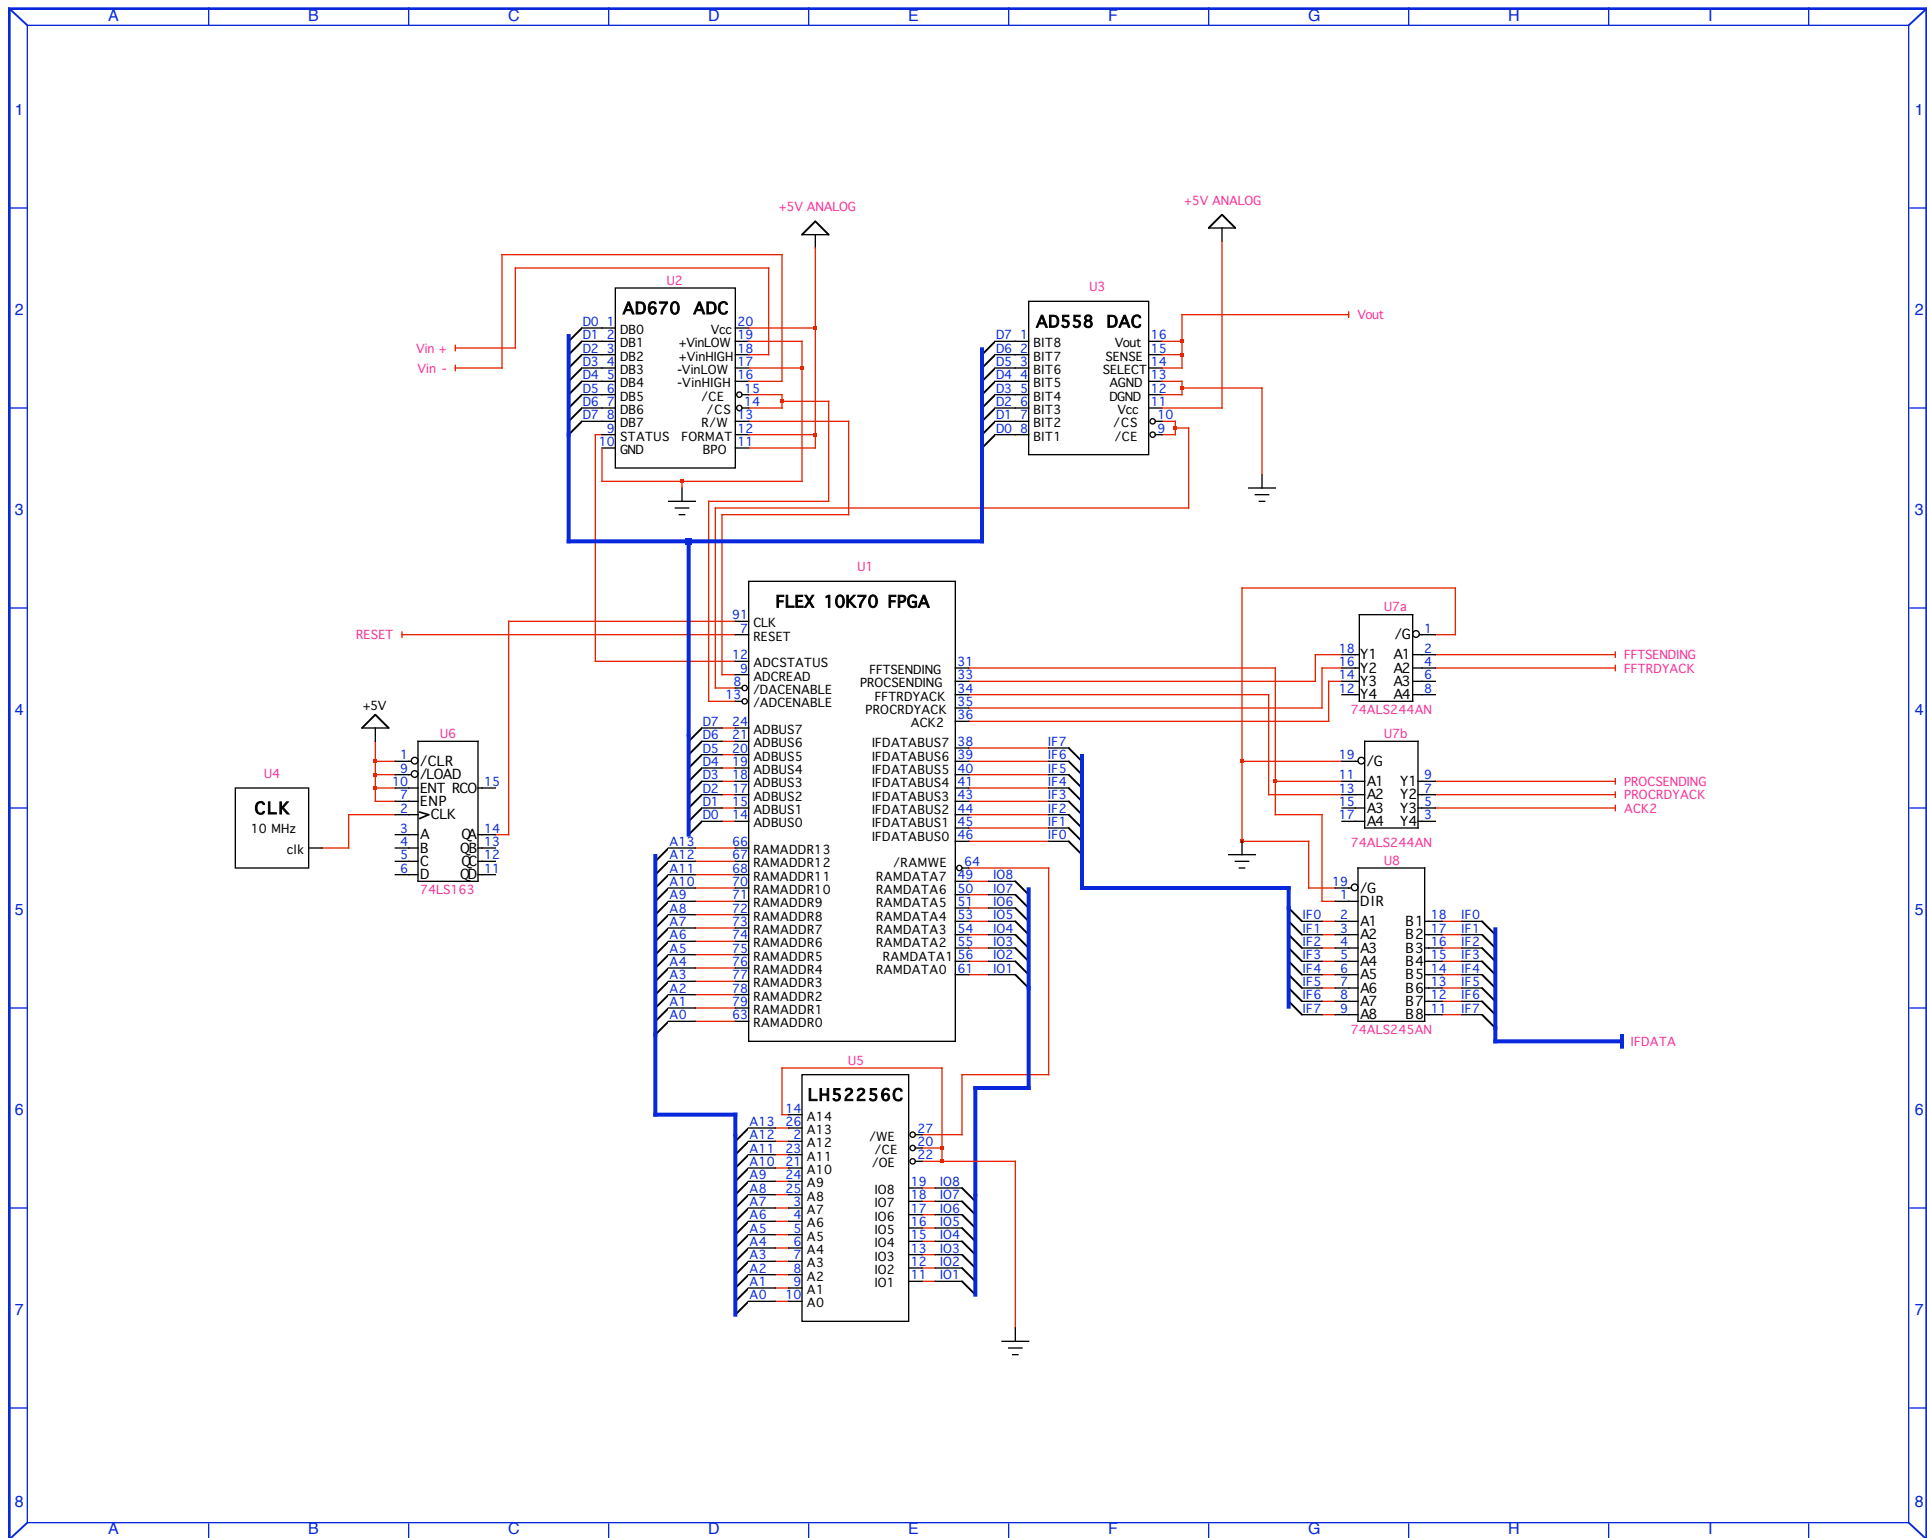 A B C D E F G H I
1 1
+5V ANALOG
+5V ANALOG
U2
AD670 ADC
D0 1 DB0 Vcc 20
D1 2 DB1 +VinLOW 19
D2 3 DB2 +VinHIGH 18
D3 4 DB3 -VinLOW 17
D4 5 DB4 -VinHIGH 16
D5 6 DB5 /CE 15
D6 7 DB6 /CS 14
D7 8 DB7 R/W 13
9 STATUS FORMAT 12
10 GND BPO 11
Vin +
Vin -
U3
AD558 DAC
D7 1 BIT8 Vout 16
D6 2 BIT7 SENSE 15
D5 3 BIT6 SELECT 14
D4 4 BIT5 AGND 13
D3 5 BIT4 DGND 12
D2 6 BIT3 Vcc 11
D1 7 BIT2 /CS 10
D0 8 BIT1 /CE 9
Vout
2 2
3 3
U1
FLEX 10K70 FPGA
91 CLK
7 RESET
12 ADCSTATUS
9 ADCREAD
8 /DACENABLE
13 /ADCENABLE
D7 24 ADBUS7
D6 21 ADBUS6
D5 20 ADBUS5
D4 19 ADBUS4
D3 18 ADBUS3
D2 17 ADBUS2
D1 15 ADBUS1
D0 14 ADBUS0
A13 66 RAMADDR13
A12 67 RAMADDR12
A11 68 RAMADDR11
A10 70 RAMADDR10
A9 71 RAMADDR9
A8 72 RAMADDR8
A7 73 RAMADDR7
A6 74 RAMADDR6
A5 75 RAMADDR5
A4 76 RAMADDR4
A3 77 RAMADDR3
A2 78 RAMADDR2
A1 79 RAMADDR1
A0 63 RAMADDR0
FFTSENDING 31
PROCSENDING 33
FFTRDYACK 34
PROCRDYACK 35
ACK2 36
IFDATABUS7 38 IF7
IFDATABUS6 39 IF6
IFDATABUS5 40 IF5
IFDATABUS4 41 IF4
IFDATABUS3 43 IF3
IFDATABUS2 44 IF2
IFDATABUS1 45 IF1
IFDATABUS0 46 IF0
/RAMWE 64
RAMDATA7 49 IO8
RAMDATA6 50 IO7
RAMDATA5 51 IO6
RAMDATA4 53 IO5
RAMDATA3 54 IO4
RAMDATA2 55 IO3
RAMDATA1 56 IO2
RAMDATA0 61 IO1
RESET
4 4
+5V
U4
CLK
10 MHz
clk
U6
1 /CLR
9 /LOAD
10 ENT RCO 15
7 ENP
2 CLK
3 A QA 14
4 B QB 13
5 C QC 12
6 D QD 11
74LS163
U7a
/G 1
18 Y1 A1 2
16 Y2 A2 4
14 Y3 A3 6
12 Y4 A4 8
74ALS244AN
FFTSENDING
FFTRDYACK
U7b
19 /G
11 A1 Y1 9
13 A2 Y2 7
15 A3 Y3 5
17 A4 Y4 3
74ALS244AN
PROCSENDING
PROCRDYACK
ACK2
U8
19 /G
1 DIR
IF0 2 A1 B1 18 IF0
IF1 3 A2 B2 17 IF1
IF2 4 A3 B3 16 IF2
IF3 5 A4 B4 15 IF3
IF4 6 A5 B5 14 IF4
IF5 7 A6 B6 13 IF5
IF6 8 A7 B7 12 IF6
IF7 9 A8 B8 11 IF7
74ALS245AN
IFDATA
5 5
U5
LH52256C
14 A14
A13 26 A13
A12 2 A12
A11 23 A11
A10 21 A10
A9 24 A9
A8 25 A8
A7 3 A7
A6 4 A6
A5 5 A5
A4 6 A4
A3 7 A3
A2 8 A2
A1 9 A1
A0 10 A0
/WE 27
/CE 20
/OE 22
IO8 19 IO8
IO7 18 IO7
IO6 17 IO6
IO5 16 IO5
IO4 15 IO4
IO3 13 IO3
IO2 12 IO2
IO1 11 IO1
6 6
7 7
8 8
A B C D E F G H I